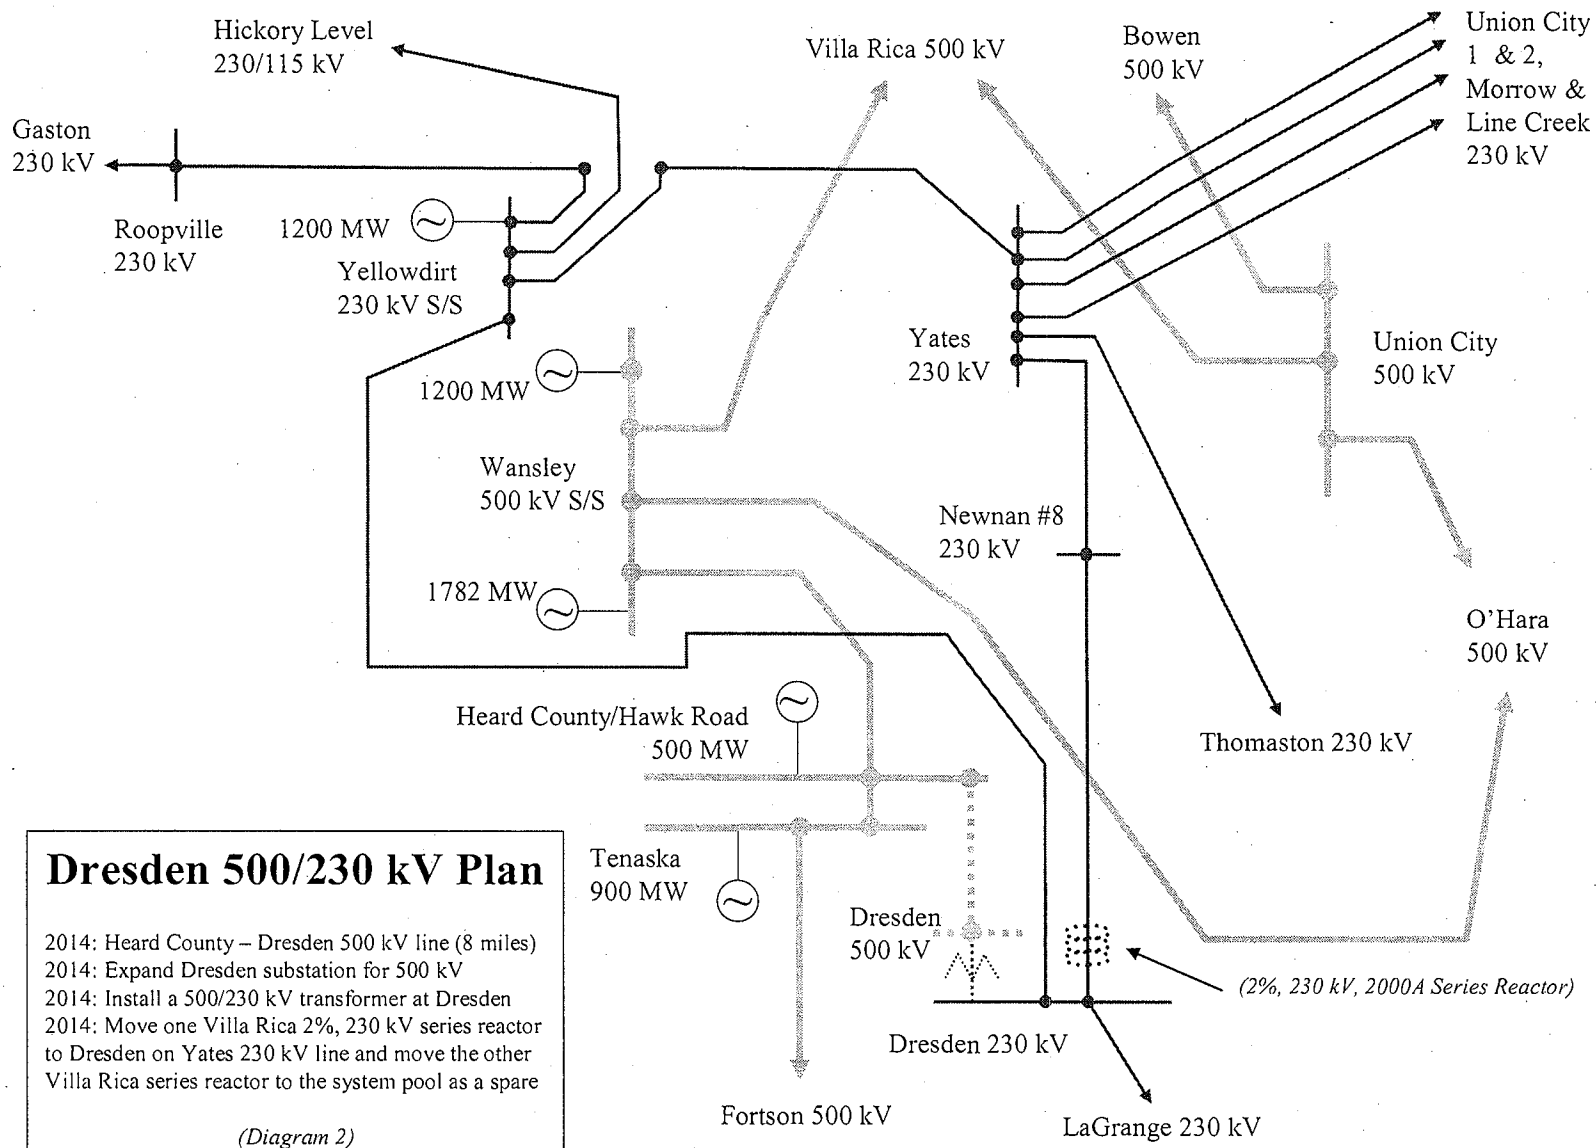 Hickory Level
230/115 kV
Villa Rica 500 kV
Bowen
500 kV
Union City
1 & 2,
Morrow &
Line Creek
230 kV
Gaston
230 kV
Roopville
230 kV
1200 MW
Yellowdirt
230 kV S/S
Yates
230 kV
Union City
500 kV
1200 MW
Wansley
500 kV S/S
1782 MW
Newnan #8
230 kV
O'Hara
500 kV
Heard County/Hawk Road
500 MW
Thomaston 230 kV
Tenaska
900 MW
Dresden
500 kV
(2%, 230 kV, 2000A Series Reactor)
Dresden 230 kV
Fortson 500 kV
LaGrange 230 kV
Dresden 500/230 kV Plan
2014: Heard County – Dresden 500 kV line (8 miles)
2014: Expand Dresden substation for 500 kV
2014: Install a 500/230 kV transformer at Dresden
2014: Move one Villa Rica 2%, 230 kV series reactor
to Dresden on Yates 230 kV line and move the other
Villa Rica series reactor to the system pool as a spare
(Diagram 2)